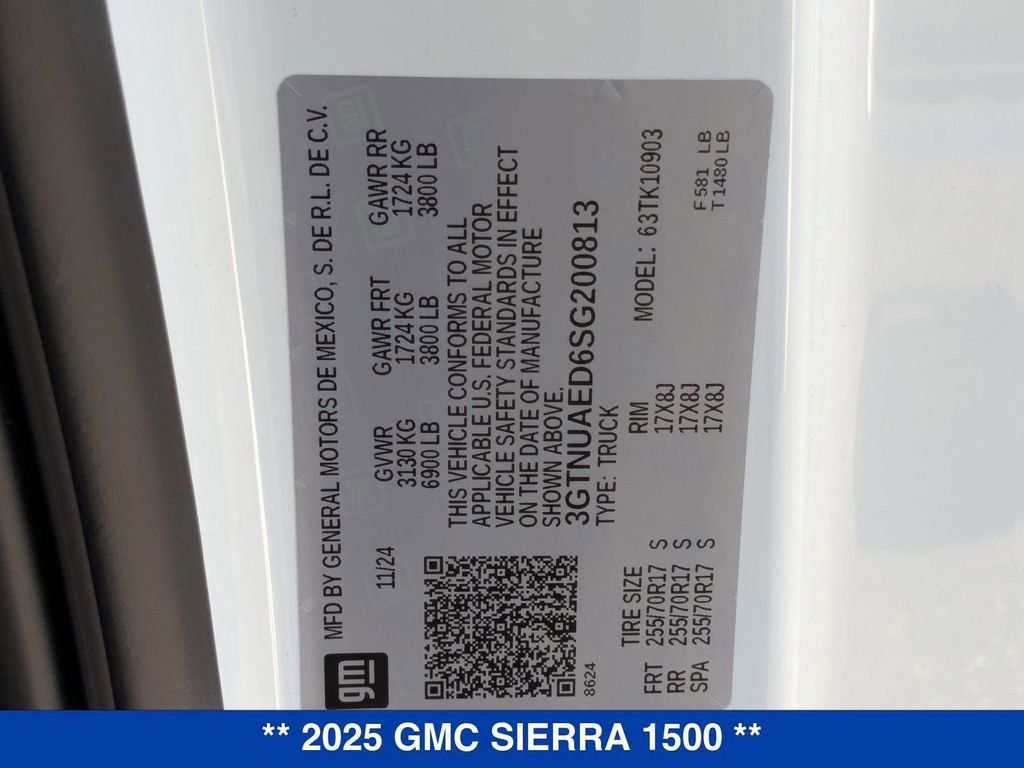 gm
MFD BY GENERAL MOTORS DE MEXICO, S. DE R.L. DE C.V.
11/24
GVWR GAWR FRT GAWR RR
3130 KG 1724 KG 1724 KG
6900 LB 3800 LB 3800 LB
THIS VEHICLE CONFORMS TO ALL
APPLICABLE U.S. FEDERAL MOTOR
VEHICLE SAFETY STANDARDS IN EFFECT
ON THE DATE OF MANUFACTURE
SHOWN ABOVE.
3GTNUAED6SG200813
TYPE: TRUCK
8624
TIRE SIZE RIM MODEL: 63TK10903
FRT 255/70R17 S 17X8J
RR 255/70R17 S 17X8J
SPA 255/70R17 S 17X8J
F 581 LB
T 1480 LB
** 2025 GMC SIERRA 1500 **